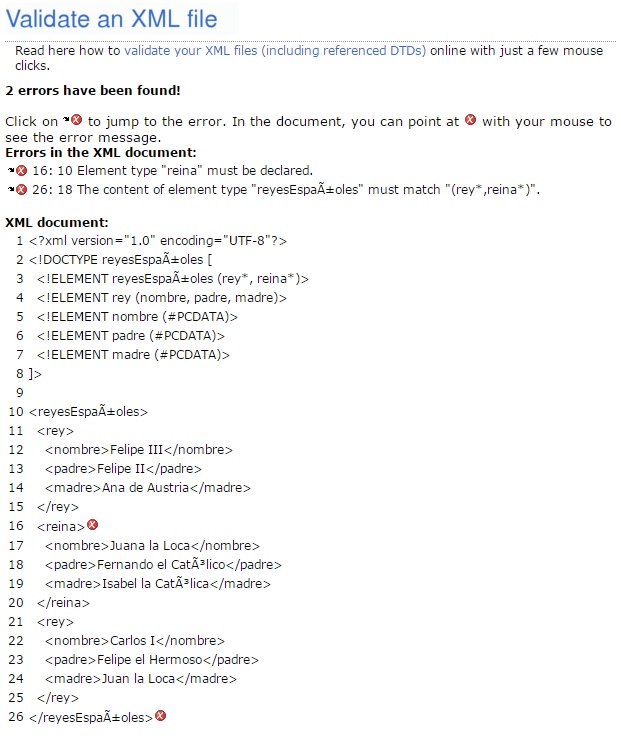 Validate an XML file
Read here how to validate your XML files (including referenced DTDs) online with just a few mouse
clicks.
2 errors have been found!
Click on to jump to the error. In the document, you can point at with your mouse to
see the error message.
Errors in the XML document:
16: 10 Element type "reina" must be declared.
26: 18 The content of element type "reyesEspaÃ±oles" must match "(rey*,reina*)".
XML document:
1 <?xml version="1.0" encoding="UTF-8"?>
2 <!DOCTYPE reyesEspaÃ±oles [
3 <!ELEMENT reyesEspaÃ±oles (rey*, reina*)>
4 <!ELEMENT rey (nombre, padre, madre)>
5 <!ELEMENT nombre (#PCDATA)>
6 <!ELEMENT padre (#PCDATA)>
7 <!ELEMENT madre (#PCDATA)>
8 ]>
9
10 <reyesEspaÃ±oles>
11 <rey>
12 <nombre>Felipe III</nombre>
13 <padre>Felipe II</padre>
14 <madre>Ana de Austria</madre>
15 </rey>
16 <reina>
17 <nombre>Juana la Loca</nombre>
18 <padre>Fernando el CatÃ³lico</padre>
19 <madre>Isabel la CatÃ³lica</madre>
20 </reina>
21 <rey>
22 <nombre>Carlos I</nombre>
23 <padre>Felipe el Hermoso</padre>
24 <madre>Juan la Loca</madre>
25 </rey>
26 </reyesEspaÃ±oles>